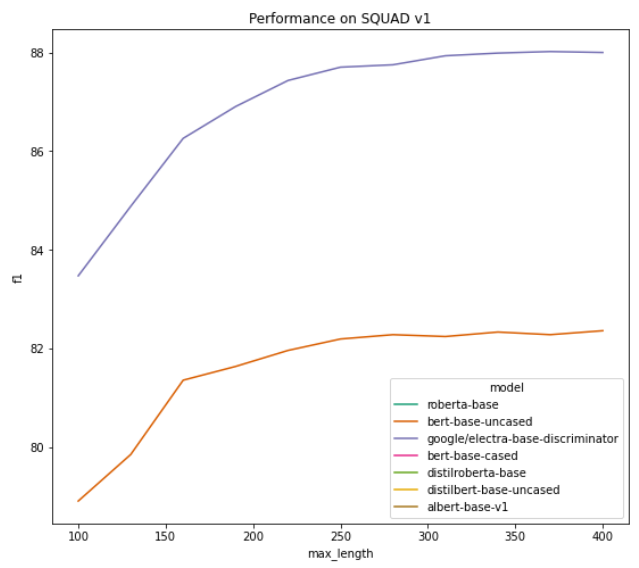 Performance on SQUAD v1
88
86
84
82
80
f1
100
150
200
250
300
350
400
max_length
model
roberta-base
bert-base-uncased
google/electra-base-discriminator
bert-base-cased
distilroberta-base
distilbert-base-uncased
albert-base-v1